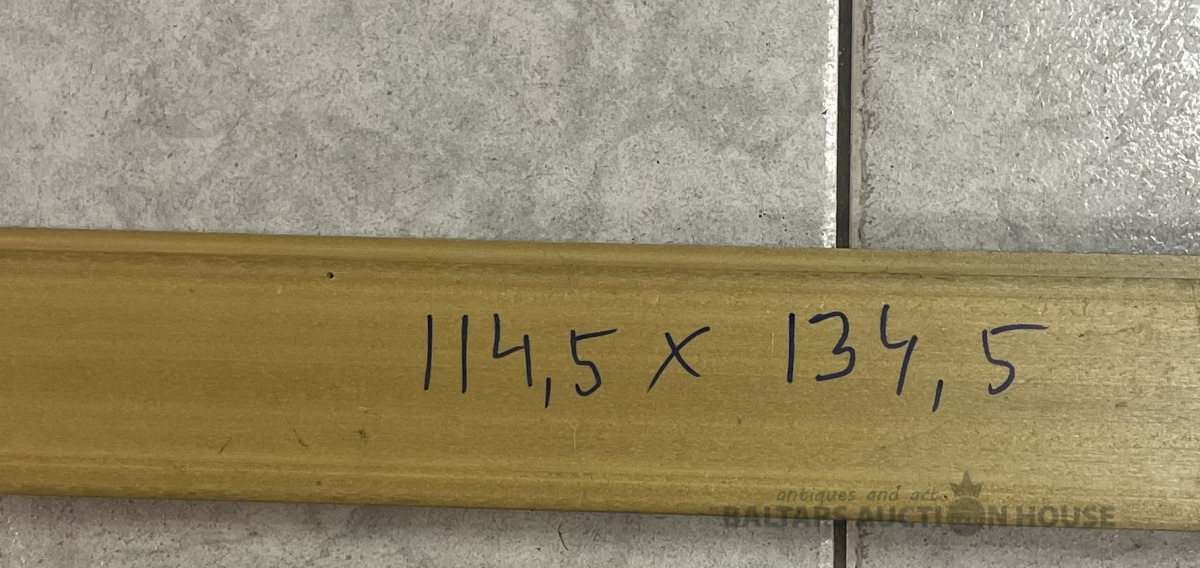 114,5 x 134,5
antiques and art
BALTARS AUCTION HOUSE